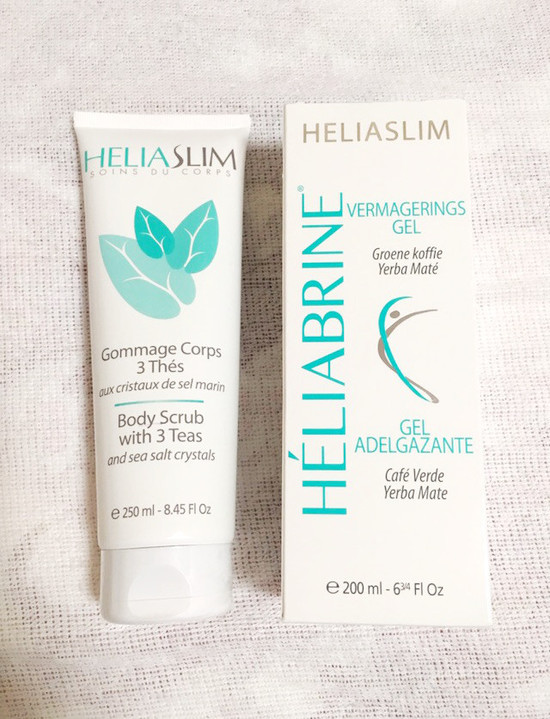 HELIASLIM
SOINS DU CORPS
Gommage Corps
3 Thés
aux cristaux de sel marin
Body Scrub
with 3 Teas
and sea salt crystals
℮ 250 ml - 8.45 Fl Oz
HELIASLIM
HÉLIABRINE®
VERMAGERINGS
GEL
Groene koffie
Yerba Maté
GEL
ADELGAZANTE
Café Verde
Yerba Mate
℮ 200 ml - 6 3/4 Fl Oz